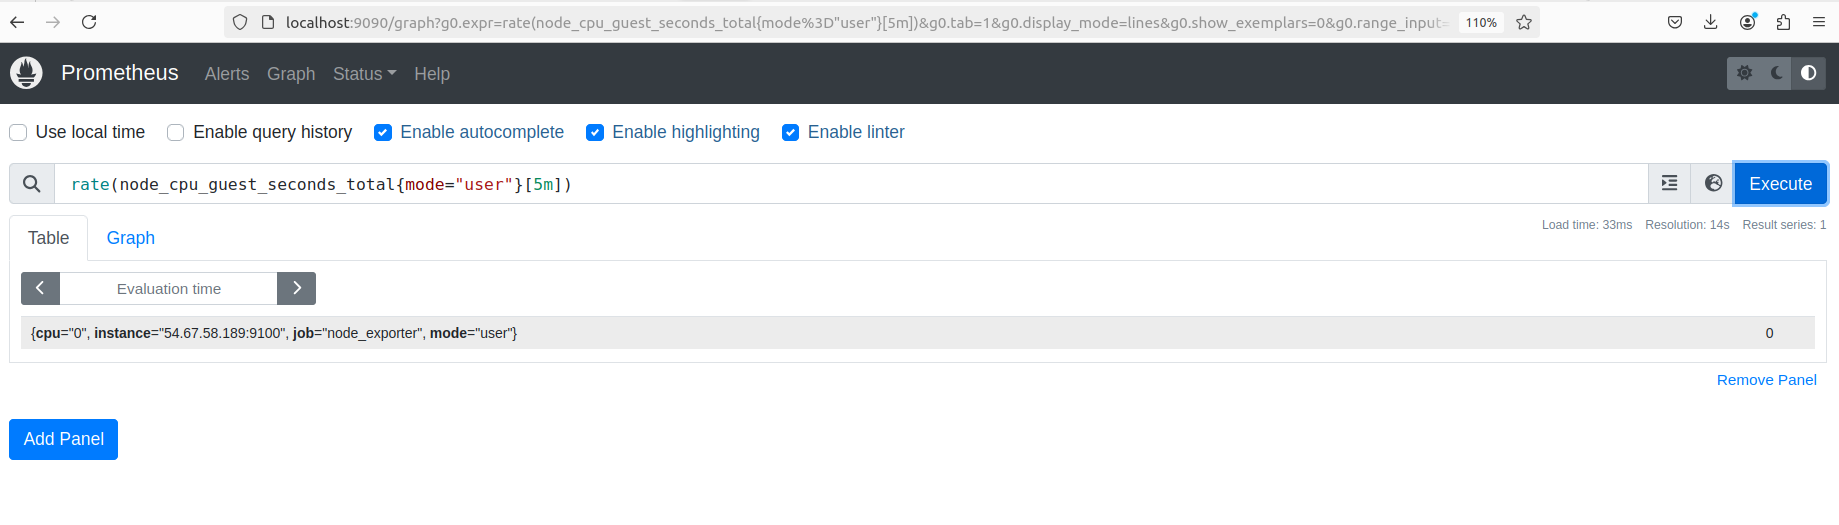 localhost:9090/graph?g0.expr=rate(node_cpu_guest_seconds_total{mode%3D"user"}[5m])&g0.tab=1&g0.display_mode=lines&g0.show_exemplars=0&g0.range_input= 110%
Prometheus Alerts Graph Status Help
Use local time Enable query history Enable autocomplete Enable highlighting Enable linter
rate(node_cpu_guest_seconds_total{mode="user"}[5m]) Execute
Table Graph Load time: 33ms Resolution: 14s Result series: 1
Evaluation time
{cpu="0", instance="54.67.58.189:9100", job="node_exporter", mode="user"} 0
Remove Panel
Add Panel